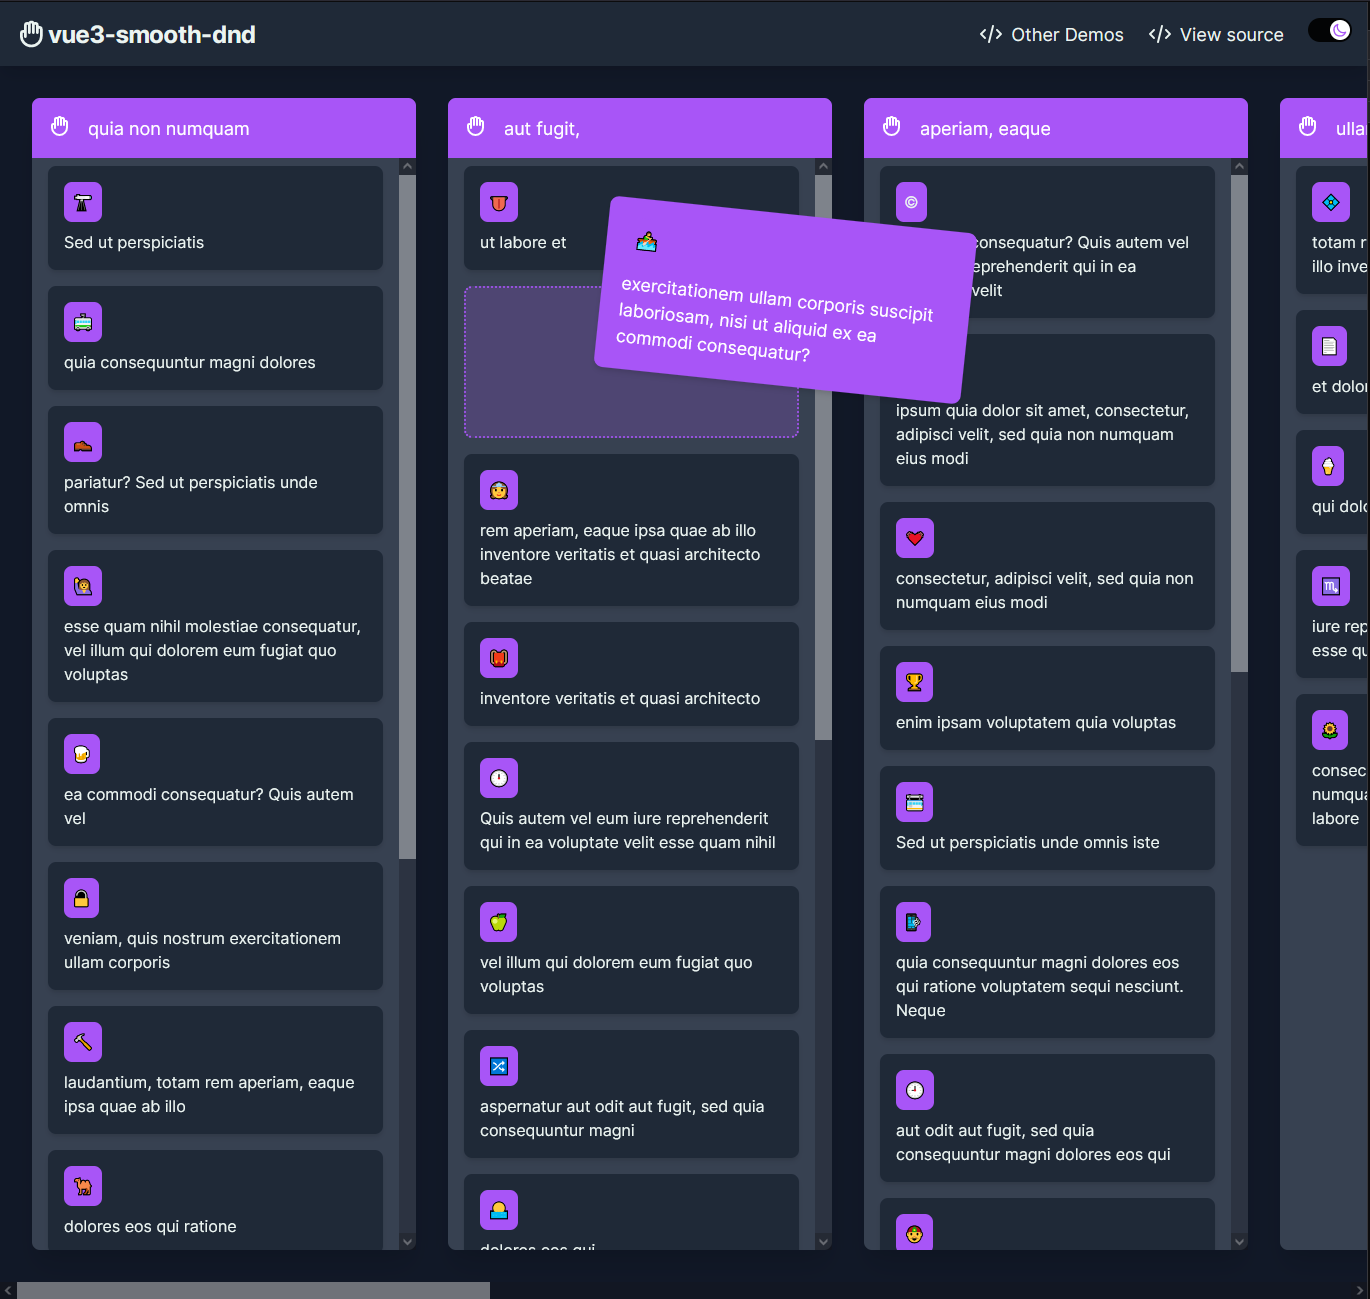 vue3-smooth-dnd
Other Demos
View source
quia non numquam
Sed ut perspiciatis
quia consequuntur magni dolores
pariatur? Sed ut perspiciatis unde
omnis
esse quam nihil molestiae consequatur,
vel illum qui dolorem eum fugiat quo
voluptas
ea commodi consequatur? Quis autem
vel
veniam, quis nostrum exercitationem
ullam corporis
laudantium, totam rem aperiam, eaque
ipsa quae ab illo
dolores eos qui ratione
aut fugit,
ut labore et
exercitationem ullam corporis suscipit
laboriosam, nisi ut aliquid ex ea
commodi consequatur?
rem aperiam, eaque ipsa quae ab illo
inventore veritatis et quasi architecto
beatae
inventore veritatis et quasi architecto
Quis autem vel eum iure reprehenderit
qui in ea voluptate velit esse quam nihil
vel illum qui dolorem eum fugiat quo
voluptas
aspernatur aut odit aut fugit, sed quia
consequuntur magni
dolores eos qui
aperiam, eaque
©
consequatur? Quis autem vel
eprehenderit qui in ea
velit
ipsum quia dolor sit amet, consectetur,
adipisci velit, sed quia non numquam
eius modi
consectetur, adipisci velit, sed quia non
numquam eius modi
enim ipsam voluptatem quia voluptas
Sed ut perspiciatis unde omnis iste
quia consequuntur magni dolores eos
qui ratione voluptatem sequi nesciunt.
Neque
aut odit aut fugit, sed quia
consequuntur magni dolores eos qui
ulla
totam r
illo inve
et dolor
qui dolo
iure rep
esse qu
consec
numqua
labore